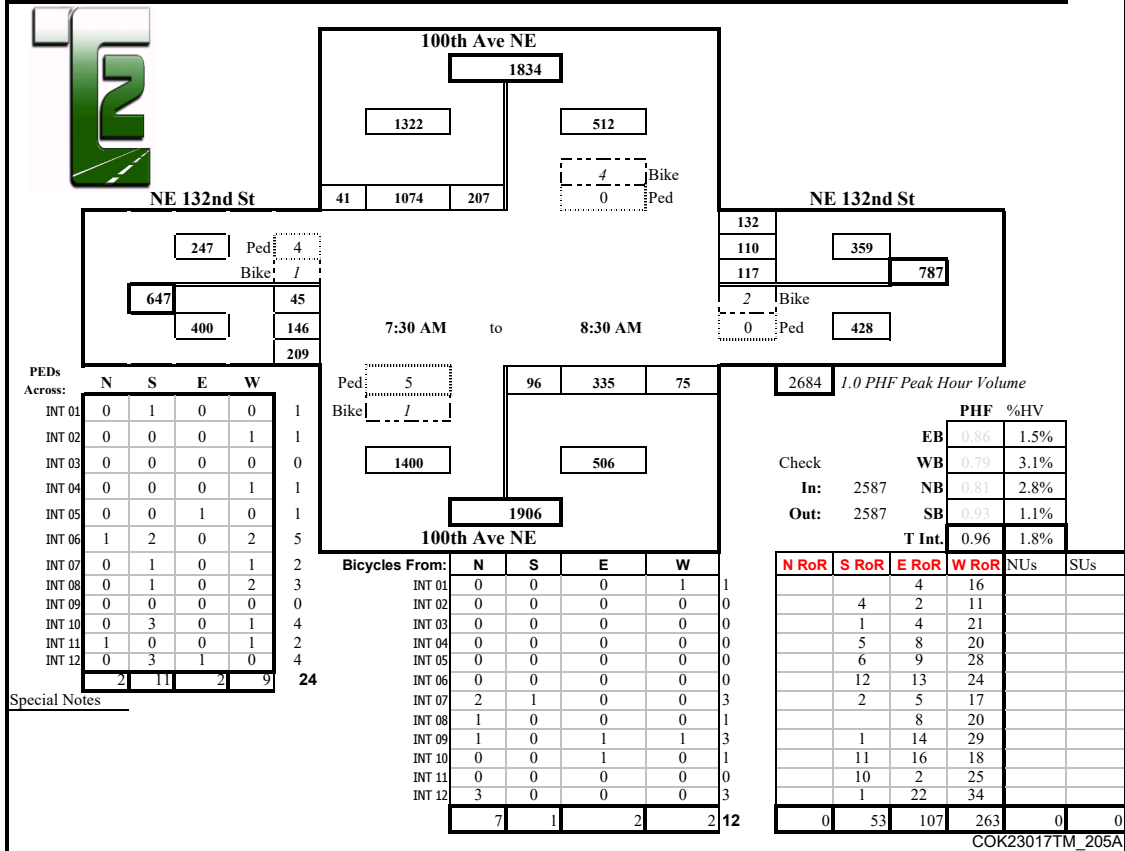 T2
100th Ave NE
1834
1322 512
4 Bike
0 Ped
NE 132nd St 41 1074 207 NE 132nd St
132
247 Ped 4 110 359
Bike 1 117 787
647 45 2 Bike
400 146 7:30 AM to 8:30 AM 0 Ped 428
209
PEDs Across: N S E W
Ped 5 96 335 75 2684 1.0 PHF Peak Hour Volume
Bike 1
INT 01 0 1 0 0 1
INT 02 0 0 0 1 1
INT 03 0 0 0 0 0
INT 04 0 0 0 1 1
INT 05 0 0 1 0 1
INT 06 1 2 0 2 5
INT 07 0 1 0 1 2
INT 08 0 1 0 2 3
INT 09 0 0 0 0 0
INT 10 0 3 0 1 4
INT 11 1 0 0 1 2
INT 12 0 3 1 0 4
2 11 2 9 24
Special Notes
1400 506
1906
100th Ave NE
PHF %HV
EB 0.86 1.5%
Check WB 0.79 3.1%
In: 2587 NB 0.81 2.8%
Out: 2587 SB 0.93 1.1%
T Int. 0.96 1.8%
Bicycles From: N S E W
INT 01 0 0 0 1 1
INT 02 0 0 0 0 0
INT 03 0 0 0 0 0
INT 04 0 0 0 0 0
INT 05 0 0 0 0 0
INT 06 0 0 0 0 0
INT 07 2 1 0 0 3
INT 08 1 0 0 0 1
INT 09 1 0 1 1 3
INT 10 0 0 1 0 1
INT 11 0 0 0 0 0
INT 12 3 0 0 0 3
7 1 2 2 12
N RoR S RoR E RoR W RoR NUs SUs
4 16
4 2 11
1 4 21
5 8 20
6 9 28
12 13 24
2 5 17
8 20
1 14 29
11 16 18
10 2 25
1 22 34
0 53 107 263 0 0
COK23017TM_205A